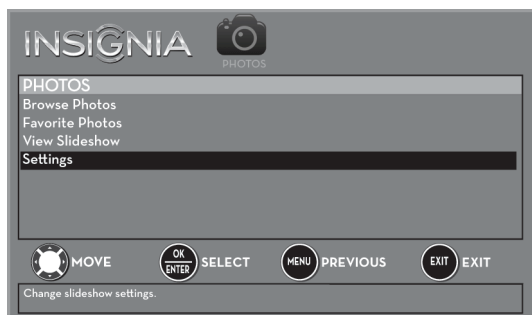 INSIGNIA
PHOTOS
PHOTOS
Browse Photos
Favorite Photos
View Slideshow
Settings
MOVE OK ENTER SELECT MENU PREVIOUS EXIT EXIT
Change slideshow settings.